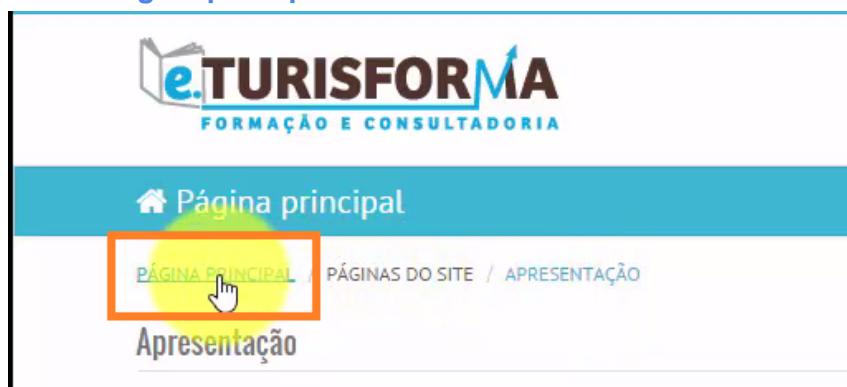 e.TURISFORMA
FORMAÇÃO E CONSULTADORIA
Página principal
PÁGINA PRINCIPAL / PÁGINAS DO SITE / APRESENTAÇÃO
Apresentação